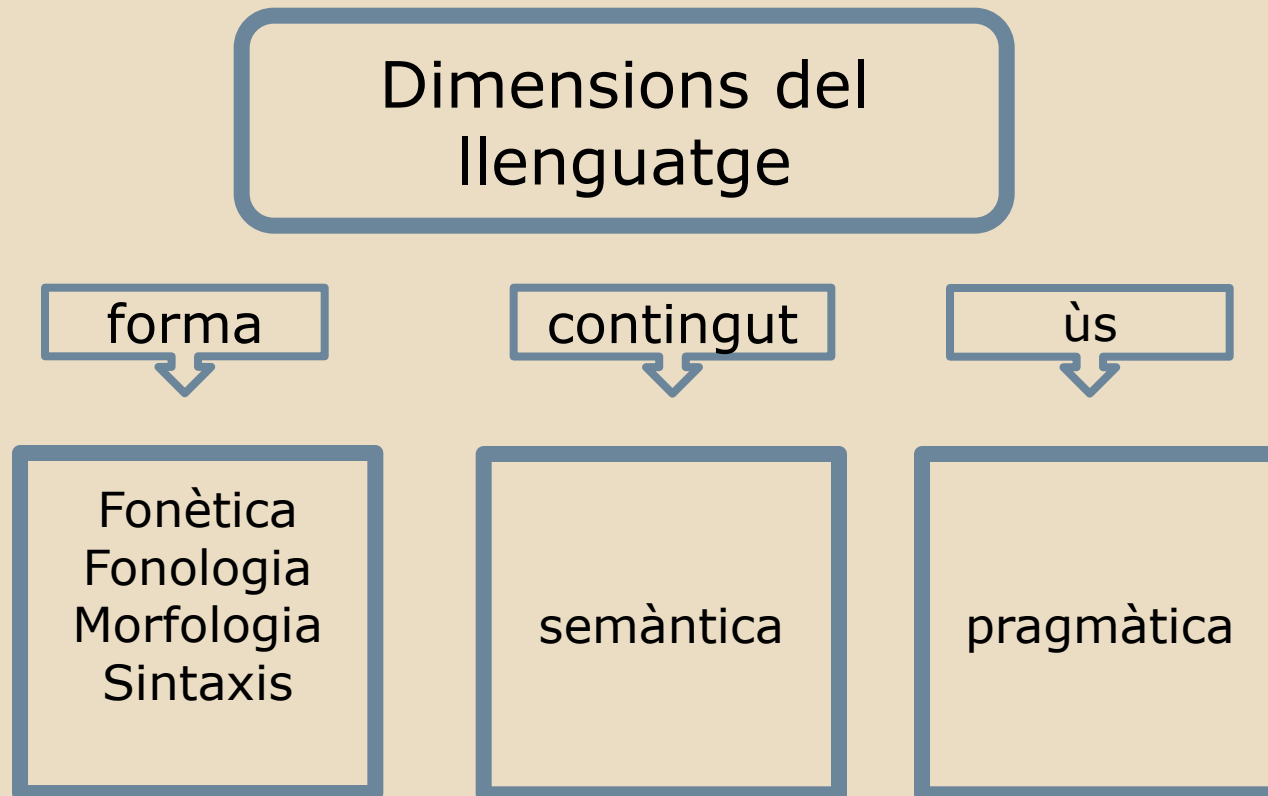 Dimensions del
llenguatge
forma
contingut
ùs
Fonètica
Fonologia
Morfologia
Sintaxis
semàntica
pragmàtica